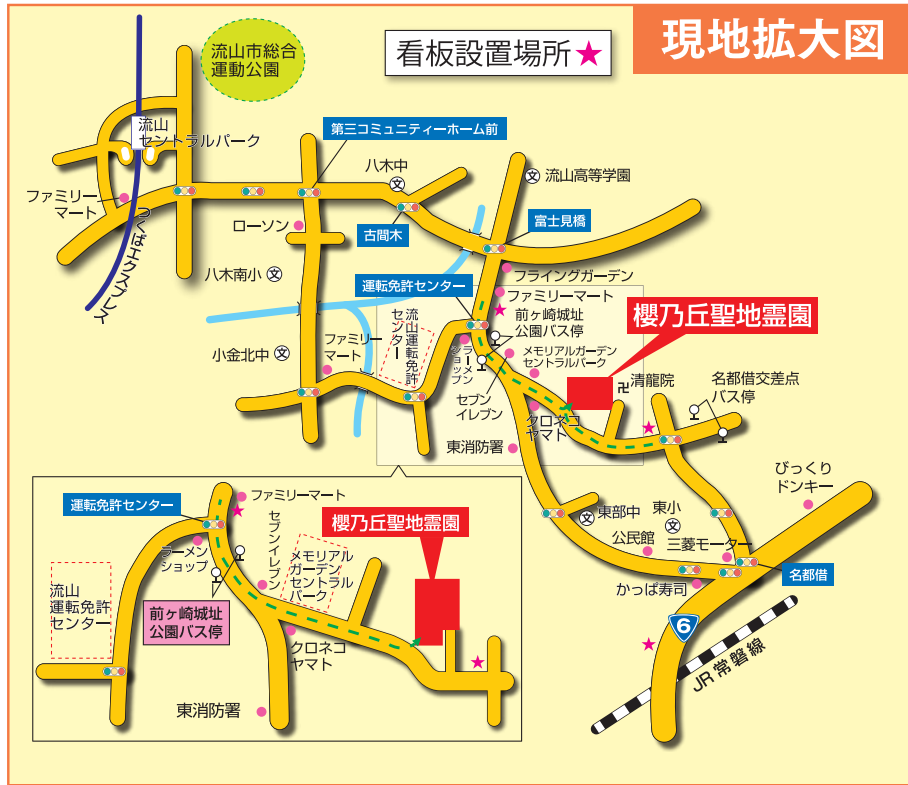 現地拡大図
看板設置場所★
流山市総合
運動公園
流山
セントラルパーク
第三コミュニティーホーム前
八木中
文
文
流山高等学園
ファミリー
マート
つくばエクスプレス
ローソン
古間木
富士見橋
八木南小
文
運転免許センター
フライングガーデン
ファミリーマート
前ヶ崎城址
公園バス停
櫻乃丘聖地霊園
流山運転免許
センター
小金北中
文
ファミリー
マート
ラーメン
ショップ
メモリアルガーデン
セントラルパーク
セブン
イレブン
卍
清龍院
名都借交差点
バス停
クロネコ
ヤマト
東消防署
びっくり
ドンキー
文
東部中
東小
文
公民館
三菱モーター
かっぱ寿司
名都借
6
JR常磐線
運転免許センター
ファミリーマート
セブンイレブン
櫻乃丘聖地霊園
ラーメン
ショップ
メモリアル
ガーデン
セントラル
パーク
流山
運転免許
センター
前ヶ崎城址
公園バス停
クロネコ
ヤマト
東消防署